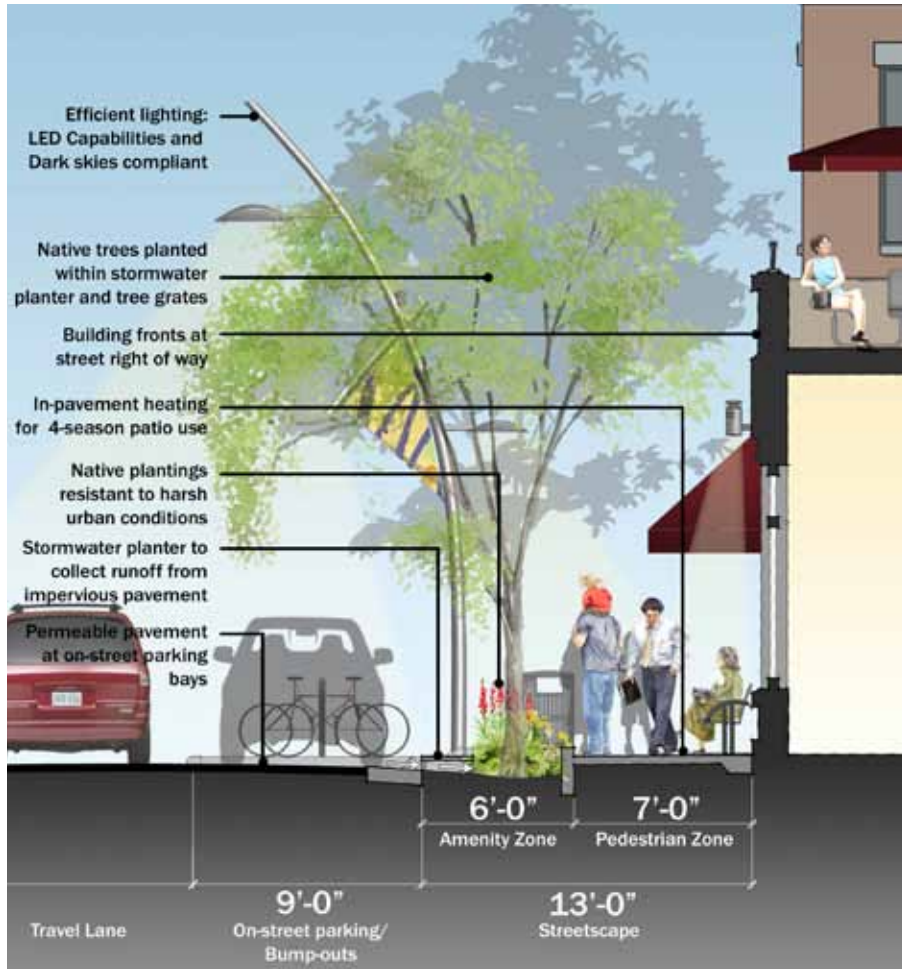 Efficient lighting:
LED Capabilities and
Dark skies compliant
Native trees planted
within stormwater
planter and tree grates
Building fronts at
street right of way
In-pavement heating
for 4-season patio use
Native plantings
resistant to harsh
urban conditions
Stormwater planter to
collect runoff from
impervious pavement
Permeable pavement
at on-street parking
bays
6'-0"
Amenity Zone
7'-0"
Pedestrian Zone
Travel Lane
9'-0"
On-street parking/
Bump-outs
13'-0"
Streetscape